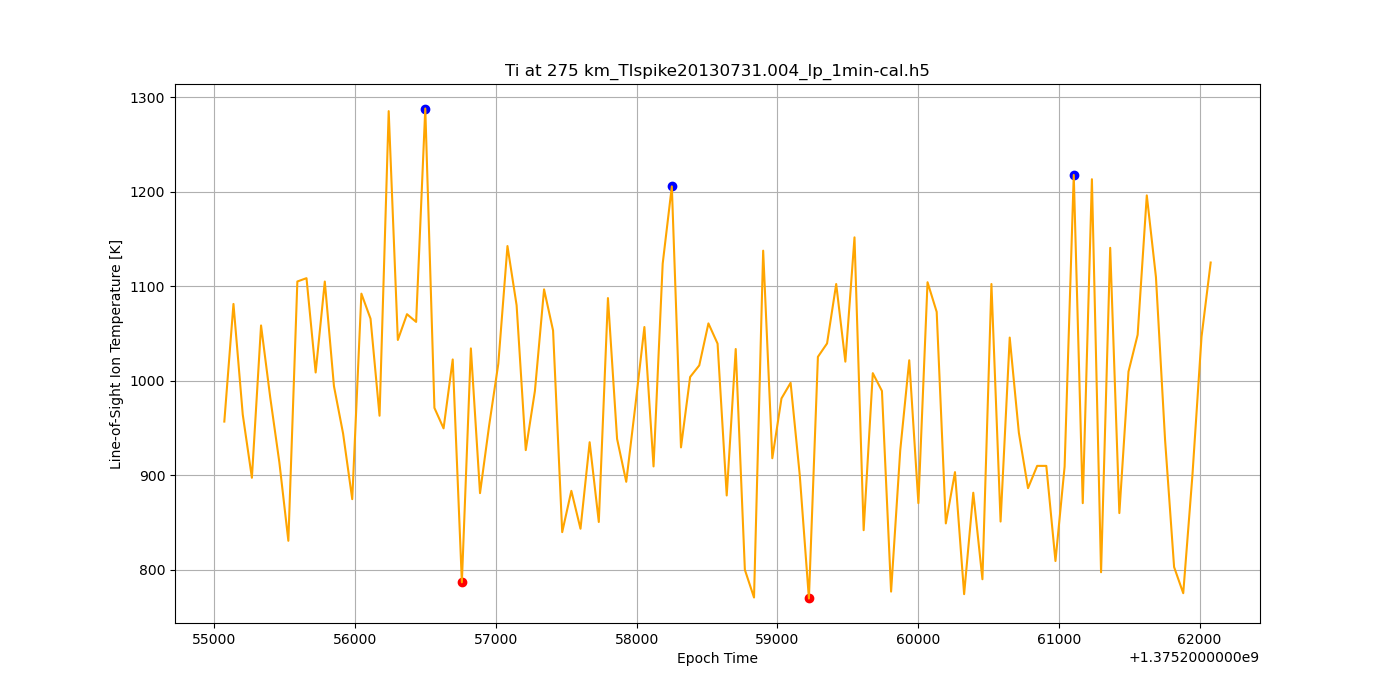 Ti at 275 km_TIspike20130731.004_lp_1min-cal.h5
Line-of-Sight Ion Temperature [K]
1300
1200
1100
1000
900
800
55000 56000 57000 58000 59000 60000 61000 62000
Epoch Time
+1.3752000000e9